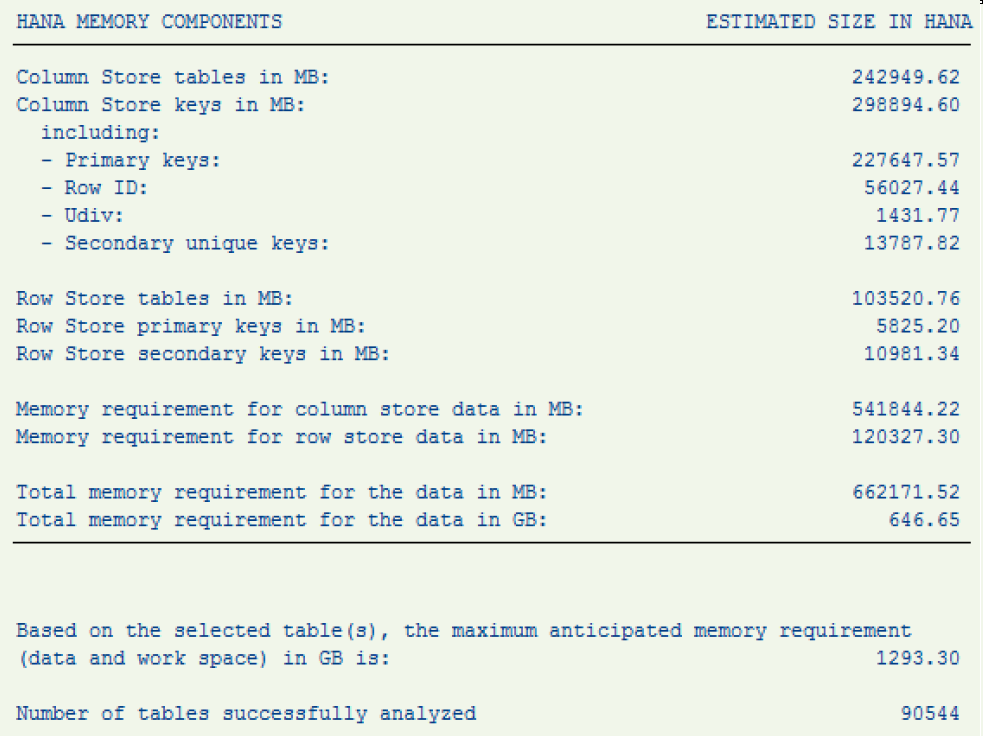 HANA MEMORY COMPONENTS ESTIMATED SIZE IN HANA
Column Store tables in MB: 242949.62
Column Store keys in MB: 298894.60
including:
- Primary keys: 227647.57
- Row ID: 56027.44
- Udiv: 1431.77
- Secondary unique keys: 13787.82
Row Store tables in MB: 103520.76
Row Store primary keys in MB: 5825.20
Row Store secondary keys in MB: 10981.34
Memory requirement for column store data in MB: 541844.22
Memory requirement for row store data in MB: 120327.30
Total memory requirement for the data in MB: 662171.52
Total memory requirement for the data in GB: 646.65
Based on the selected table(s), the maximum anticipated memory requirement
(data and work space) in GB is: 1293.30
Number of tables successfully analyzed 90544